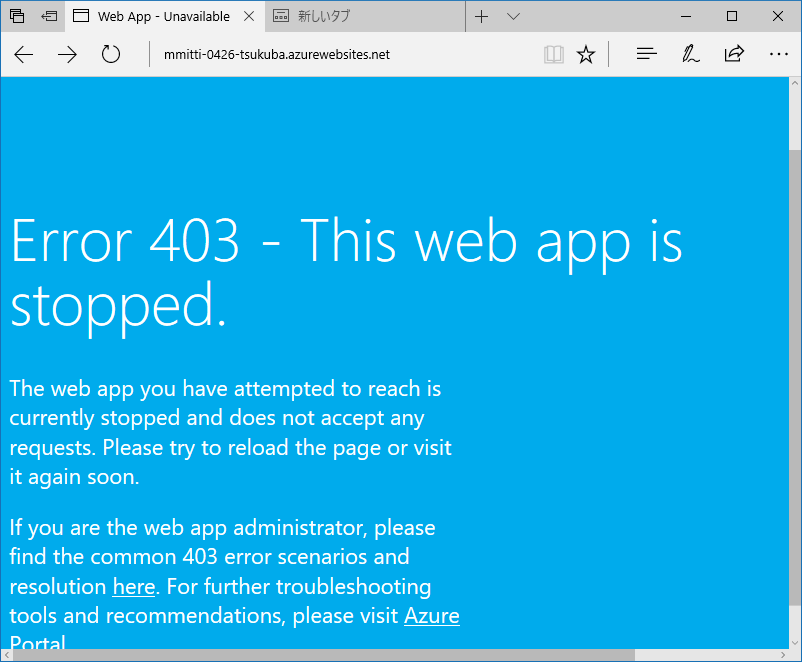 Web App - Unavailable
新しいタブ
mmitti-0426-tsukuba.azurewebsites.net
Error 403 - This web app is
stopped.
The web app you have attempted to reach is
currently stopped and does not accept any
requests. Please try to reload the page or visit
it again soon.
If you are the web app administrator, please
find the common 403 error scenarios and
resolution here. For further troubleshooting
tools and recommendations, please visit Azure
Portal